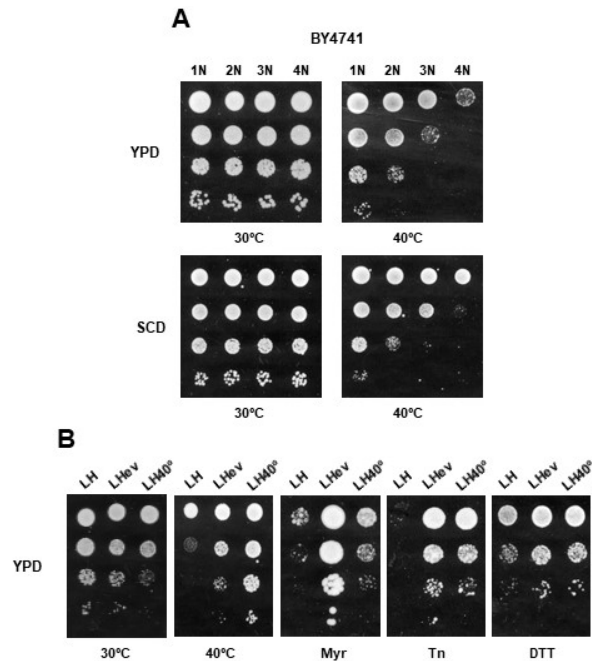 A
BY4741
1N 2N 3N 4N 1N 2N 3N 4N
YPD
30ºC 40ºC
SCD
30ºC 40ºC
B
LH LHev LH40º LH LHev LH40º LH LHev LH40º LH LHev LH40º LH LHev LH40º
YPD
30ºC 40ºC Myr Tn DTT